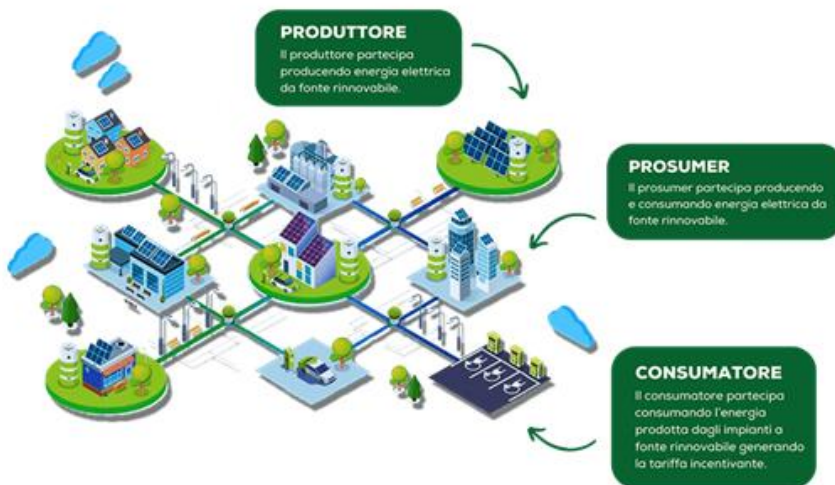 PRODUTTORE
Il produttore partecipa
producendo energia elettrica
da fonte rinnovabile.
PROSUMER
Il prosumer partecipa producendo
e consumando energia elettrica da
fonte rinnovabile.
CONSUMATORE
Il consumatore partecipa
consumando l'energia
prodotta dagli impianti a
fonte rinnovabile generando
la tariffa incentivante.